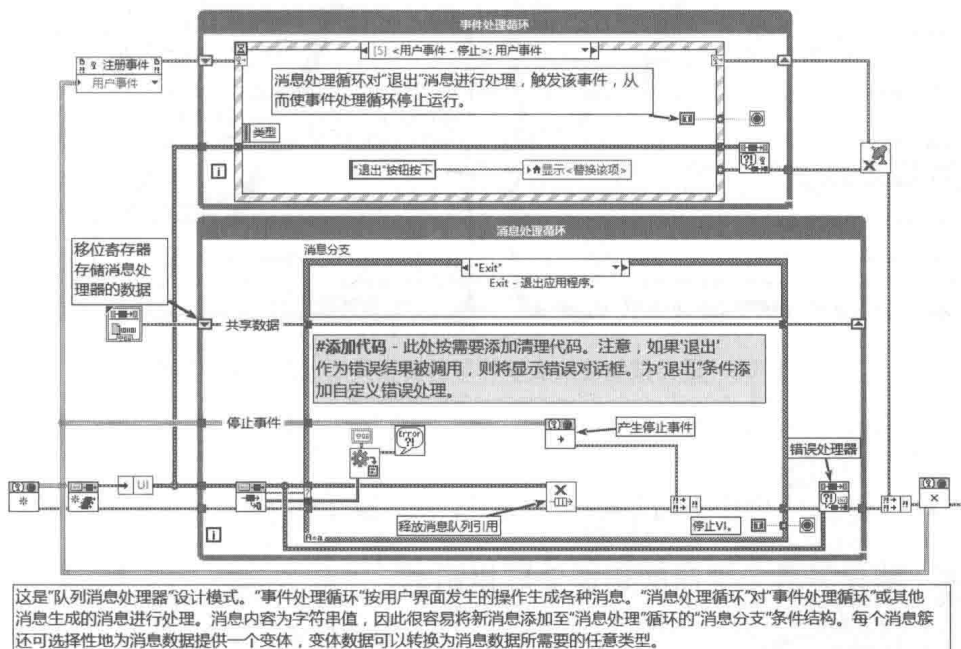 事件处理循环
注册事件
用户事件
[5] <用户事件 - 停止>: 用户事件
消息处理循环对“退出”消息进行处理，触发该事件，从
而使事件处理循环停止运行。
类型
"退出"按钮按下
显示<替换该项>
i
消息处理循环
移位寄存器
存储消息处
理器的数据
消息分支
"Exit"
Exit - 退出应用程序。
共享数据
#添加代码 - 此处按需要添加清理代码。注意，如果'退出'
作为错误结果被调用，则将显示错误对话框。为“退出”条件添
加自定义错误处理。
停止事件
Error
?!
产生停止事件
错误处理器
UI
释放消息队列引用
停止VI。
i
这是“队列消息处理器”设计模式。“事件处理循环”按用户界面发生的操作生成各种消息。“消息处理循环”对“事件处理循环”或其他
消息生成的消息进行处理。消息内容为字符串值，因此很容易将新消息添加至“消息处理”循环的“消息分支”条件结构。每个消息簇
还可选择性地为消息数据提供一个变体，变体数据可以转换为消息数据所需要的任意类型。